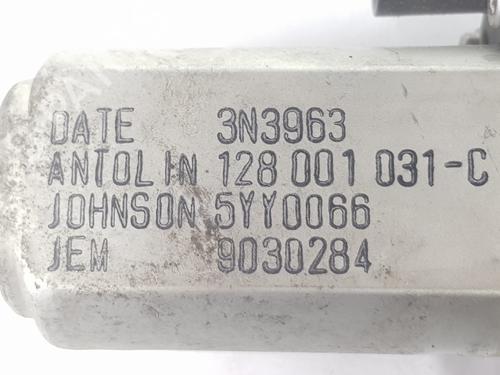 DATE 3N3963
ANTOLIN 128 001 031-C
JOHNSON 5YY0066
JEM 9030284